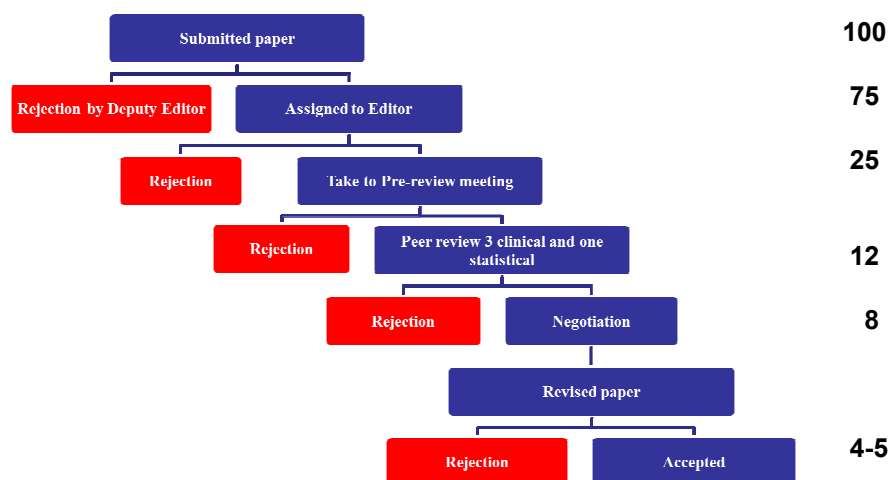 Submitted paper
100
Rejection by Deputy Editor
Assigned to Editor
75
Rejection
Take to Pre-review meeting
25
Rejection
Peer review 3 clinical and one
statistical
12
Rejection
Negotiation
8
Revised paper
Rejection
Accepted
4-5